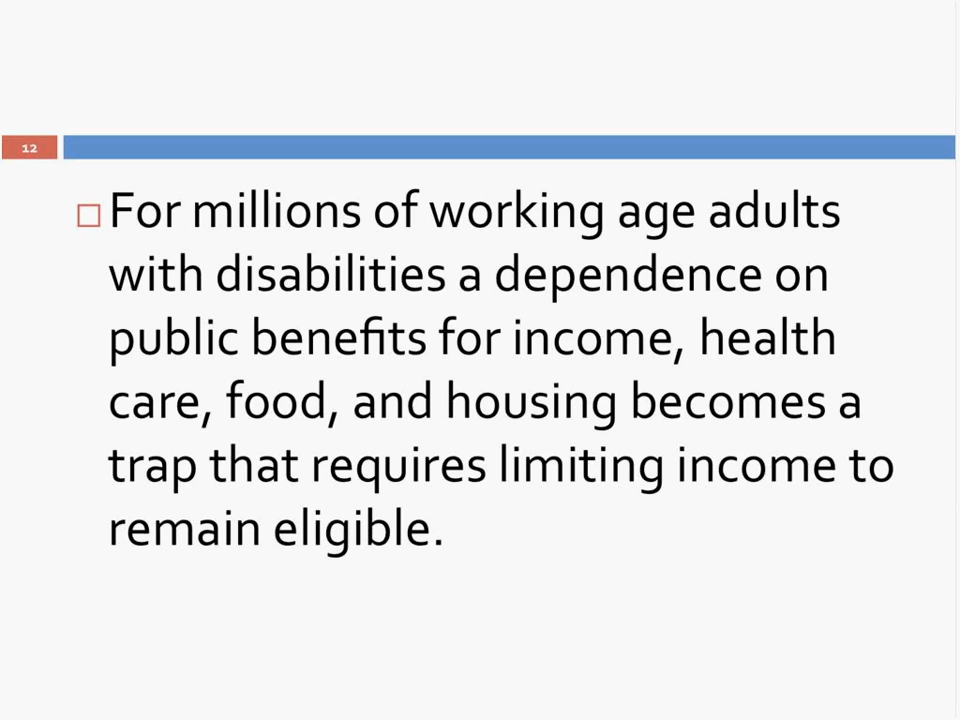 12
For millions of working age adults
with disabilities a dependence on
public benefits for income, health
care, food, and housing becomes a
trap that requires limiting income to
remain eligible.